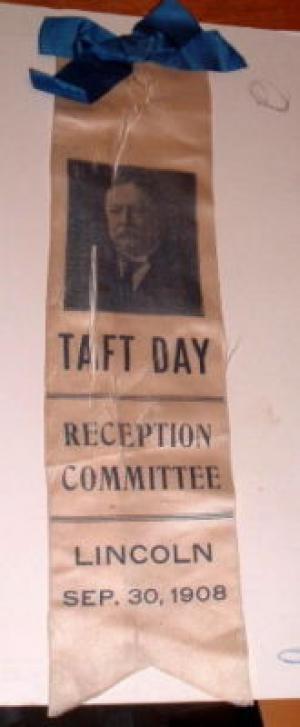 TAFT DAY
RECEPTION
COMMITTEE
LINCOLN
SEP. 30, 1908